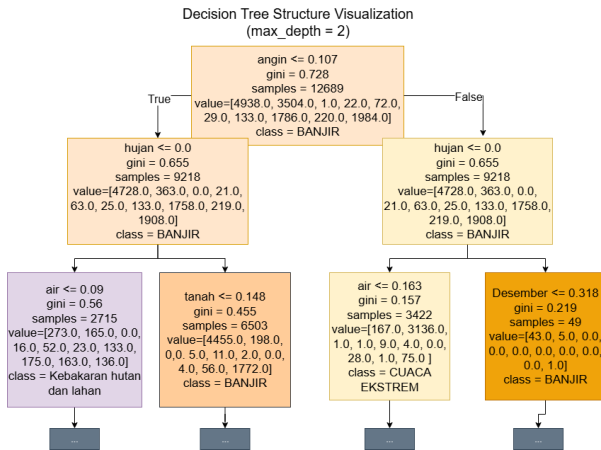 Decision Tree Structure Visualization
(max_depth = 2)
angin <= 0.107
gini = 0.728
samples = 12689
value=[4938.0, 3504.0, 1.0, 22.0, 72.0,
29.0, 133.0, 1786.0, 220.0, 1984.0]
class = BANJIR
True
False
hujan <= 0.0
gini = 0.655
samples = 9218
value=[4728.0, 363.0, 0.0, 21.0,
63.0, 25.0, 133.0, 1758.0, 219.0,
1908.0]
class = BANJIR
hujan <= 0.0
gini = 0.655
samples = 9218
value=[4728.0, 363.0, 0.0,
21.0, 63.0, 25.0, 133.0, 1758.0,
219.0, 1908.0]
class = BANJIR
air <= 0.09
gini = 0.56
samples = 2715
value=[273.0, 165.0, 0.0,
16.0, 52.0, 23.0, 133.0,
175.0, 163.0, 136.0]
class = Kebakaran hutan
dan lahan
tanah <= 0.148
gini = 0.455
samples = 6503
value=[4455.0, 198.0,
0,0. 5.0, 11.0, 2.0, 0.0,
4.0, 56.0, 1772.0]
class = BANJIR
air <= 0.163
gini = 0.157
samples = 3422
value=[167.0, 3136.0,
1.0, 1.0, 9.0, 4.0, 0.0,
28.0, 1.0, 75.0 ]
class = CUACA
EKSTREM
Desember <= 0.318
gini = 0.219
samples = 49
value=[43.0, 5.0, 0.0,
0.0, 0.0, 0.0, 0.0, 0.0,
0.0, 1.0]
class = BANJIR
...
...
...
...